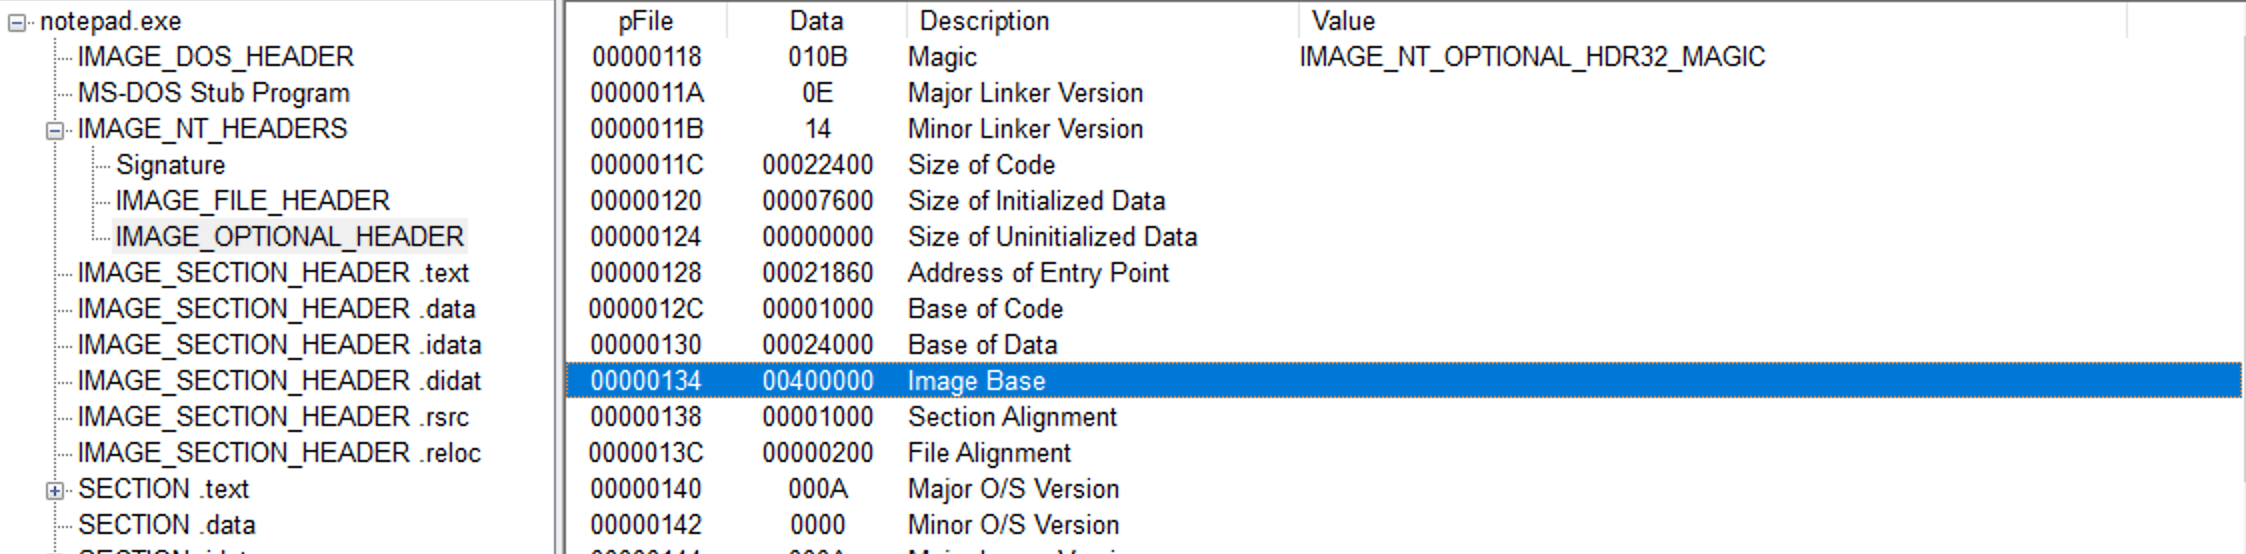 notepad.exe
IMAGE_DOS_HEADER
MS-DOS Stub Program
IMAGE_NT_HEADERS
Signature
IMAGE_FILE_HEADER
IMAGE_OPTIONAL_HEADER
IMAGE_SECTION_HEADER .text
IMAGE_SECTION_HEADER .data
IMAGE_SECTION_HEADER .idata
IMAGE_SECTION_HEADER .didat
IMAGE_SECTION_HEADER .rsrc
IMAGE_SECTION_HEADER .reloc
SECTION .text
SECTION .data
pFile Data Description Value
00000118 010B Magic IMAGE_NT_OPTIONAL_HDR32_MAGIC
0000011A 0E Major Linker Version
0000011B 14 Minor Linker Version
0000011C 00022400 Size of Code
00000120 00007600 Size of Initialized Data
00000124 00000000 Size of Uninitialized Data
00000128 00021860 Address of Entry Point
0000012C 00001000 Base of Code
00000130 00024000 Base of Data
00000134 00400000 Image Base
00000138 00001000 Section Alignment
0000013C 00000200 File Alignment
00000140 000A Major O/S Version
00000142 0000 Minor O/S Version